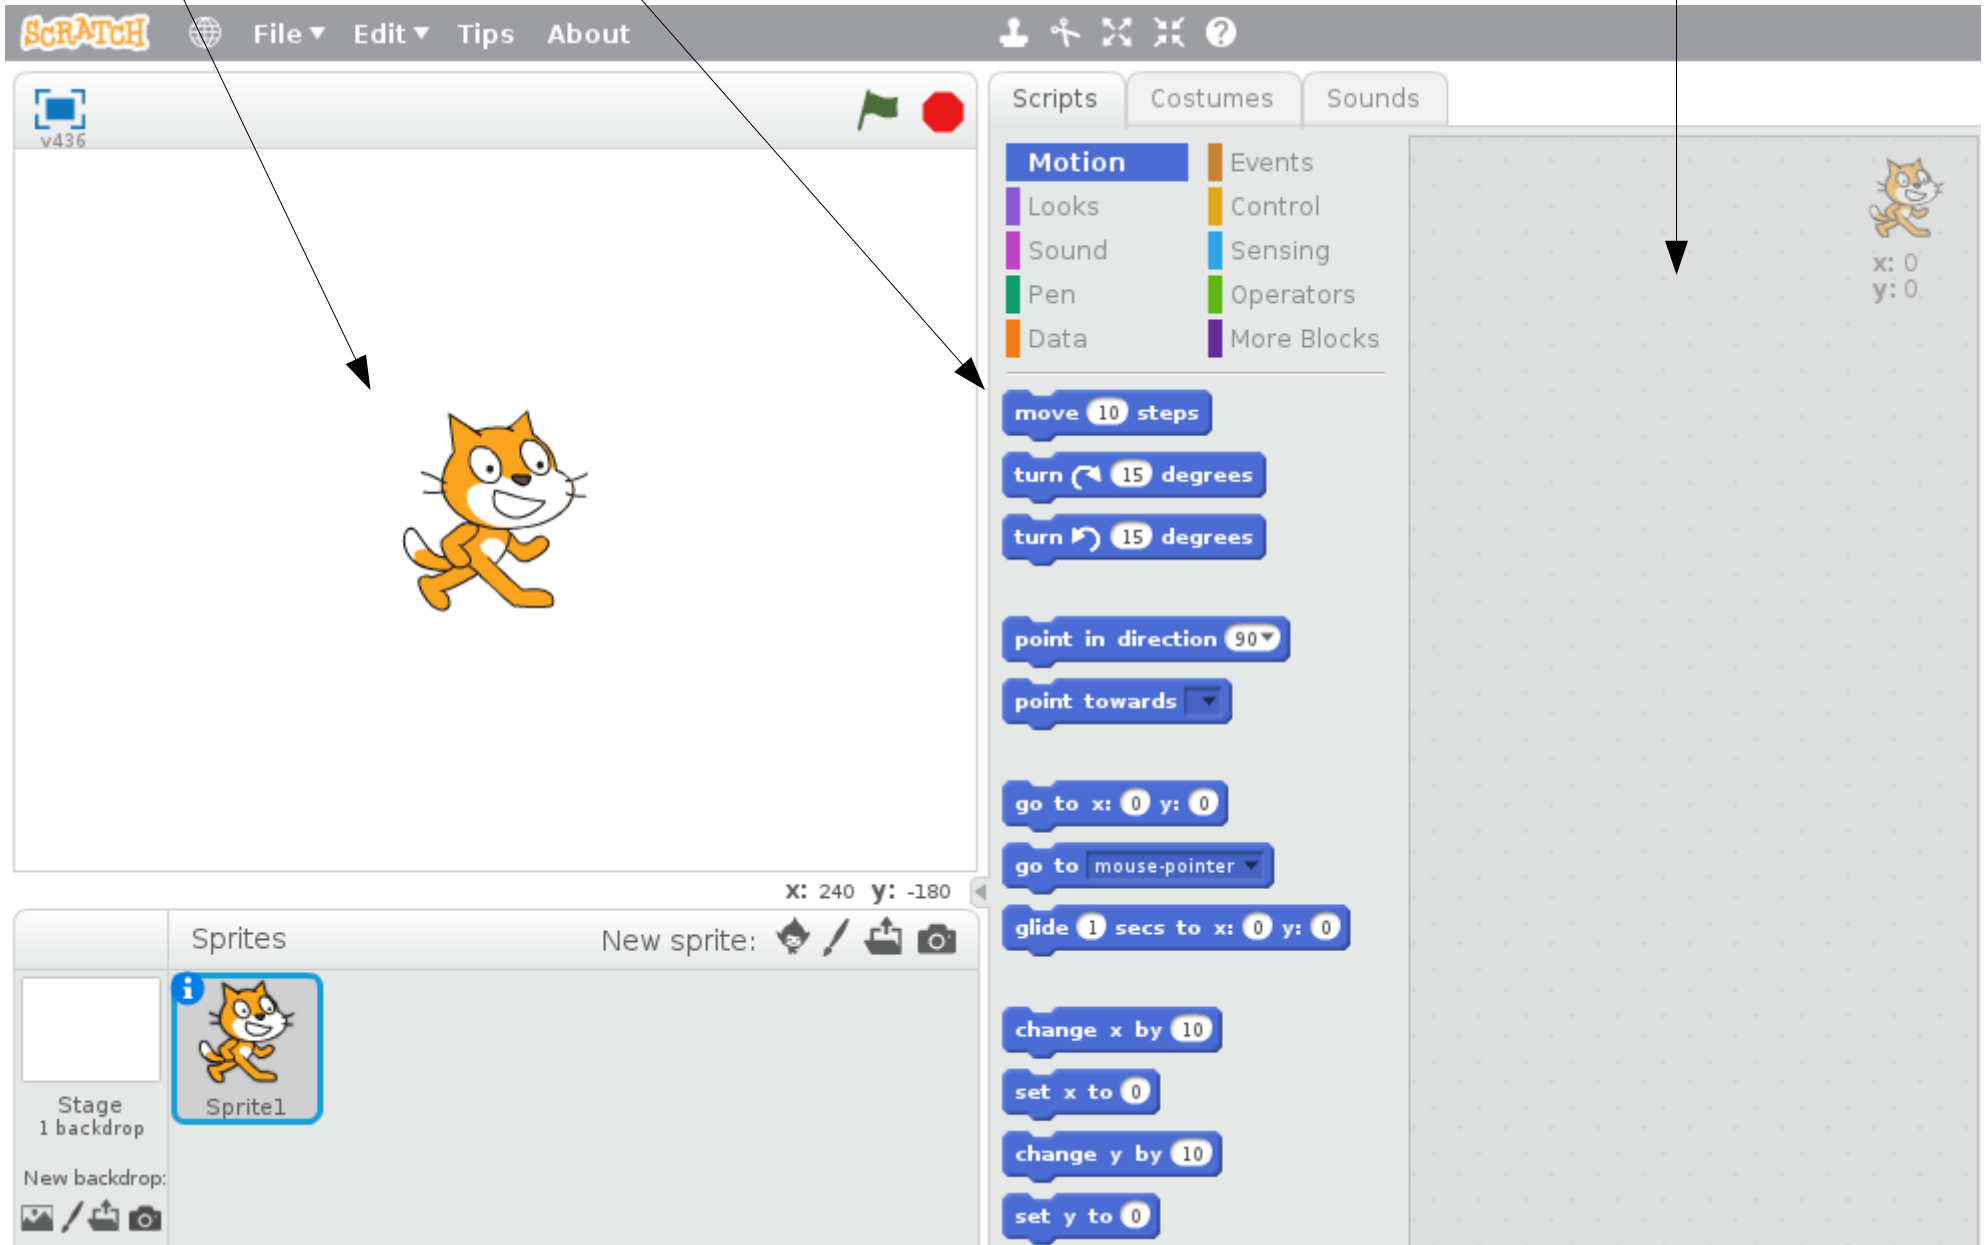 SCRATCH File Edit Tips About
v436
Scripts Costumes Sounds
Motion Events
Looks Control
Sound Sensing
Pen Operators
Data More Blocks
x: 0
y: 0
move 10 steps
turn 15 degrees
turn 15 degrees
point in direction 90
point towards
go to x: 0 y: 0
go to mouse-pointer
glide 1 secs to x: 0 y: 0
change x by 10
set x to 0
change y by 10
set y to 0
x: 240 y: -180
Sprites New sprite:
Stage
1 backdrop
New backdrop:
Sprite1